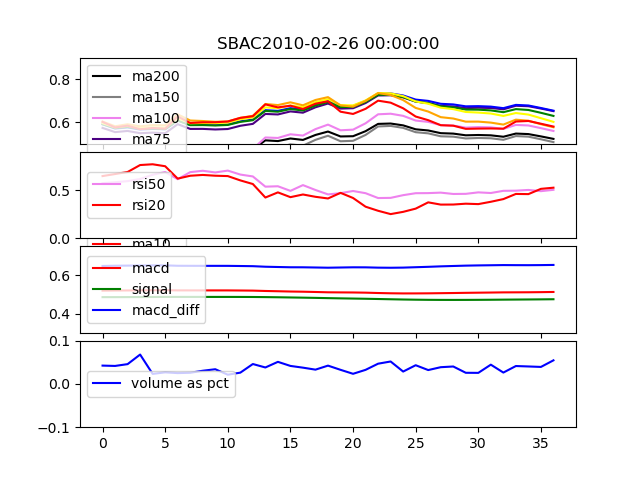 SBAC2010-02-26 00:00:00
0.8
0.6
ma200
ma150
ma100
ma75
0.5
0.0
rsi50
rsi20
ma10
0.6
0.4
macd
signal
macd_diff
0.1
0.0
-0.1
volume as pct
0 5 10 15 20 25 30 35